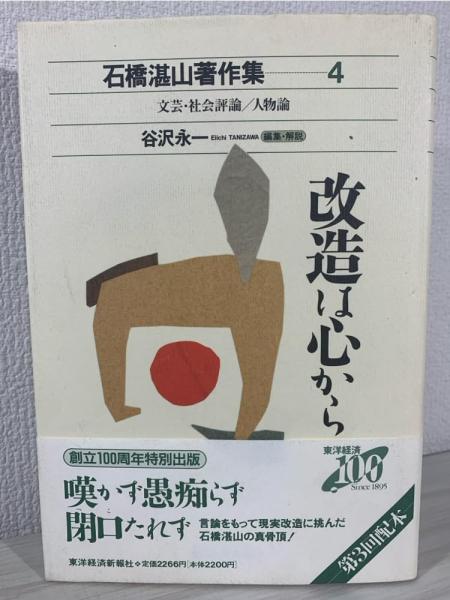 石橋湛山著作集——4
文芸・社会評論/人物論
谷沢永一 Eiichi TANIZAWA 編集・解説
改造は心から
創立100周年特別出版
嘆かず愚痴らず
閉口たれず
言論をもって現実改造に挑んだ
石橋湛山の真骨頂!
東洋経済新報社❖定価2266円[本体2200円]
東洋経済
100
Since 1895
第3回配本